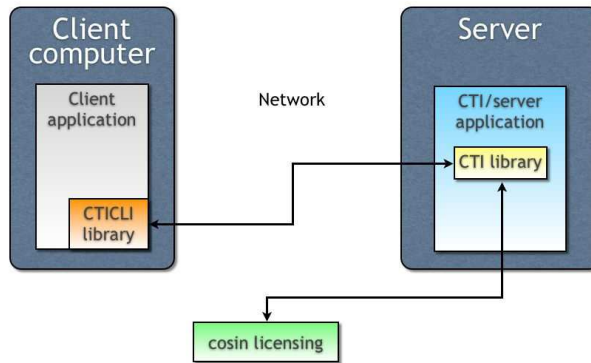 Client
computer
Client
application
CTICLI
library
Network
Server
CTI/server
application
CTI library
cosin licensing